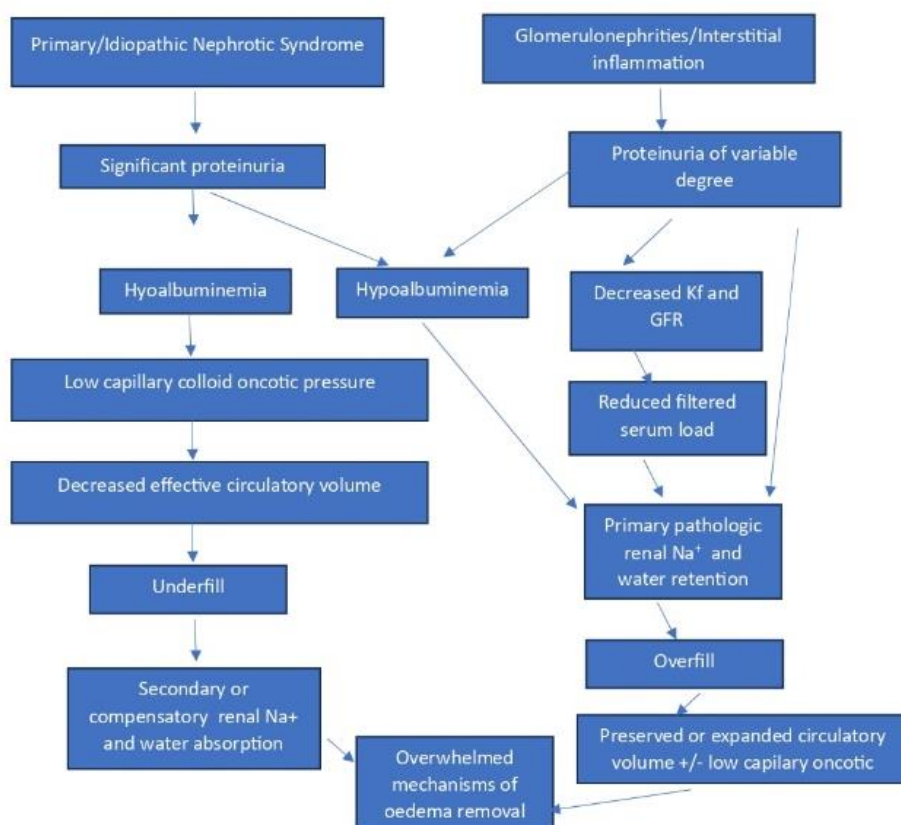 Primary/Idiopathic Nephrotic Syndrome
Glomerulonephrities/Interstitial
inflammation
Significant proteinuria
Proteinuria of variable
degree
Hyoalbuminemia
Hypoalbuminemia
Decreased Kf and
GFR
Low capillary colloid oncotic pressure
Reduced filtered
serum load
Decreased effective circulatory volume
Primary pathologic
renal Na⁺ and
water retention
Underfill
Overfill
Secondary or
compensatory renal Na+
and water absorption
Preserved or expanded circulatory
volume +/- low capilary oncotic
Overwhelmed
mechanisms of
oedema removal